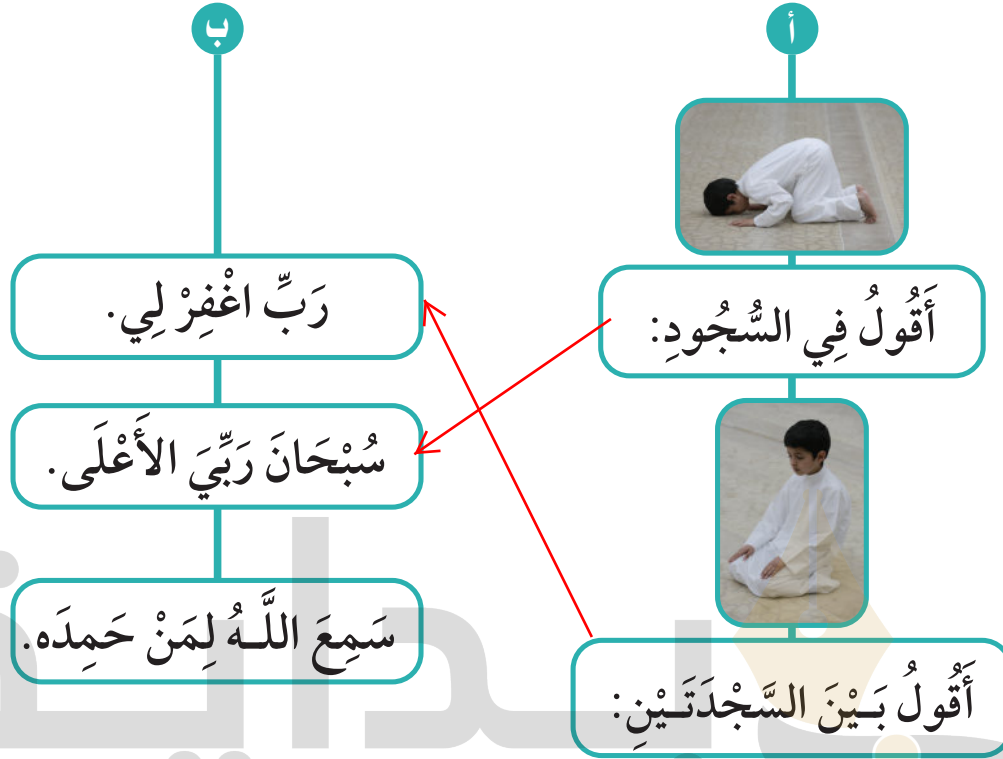 أ
أَقُولُ فِي السُّجُودِ:
أَقُولُ بَـيْنَ السَّجْدَتَـيْنِ:
ب
رَبِّ اغْفِرْ لِي.
سُبْحَانَ رَبِّيَ الأَعْلَى.
سَمِعَ اللَّـهُ لِمَنْ حَمِدَه.